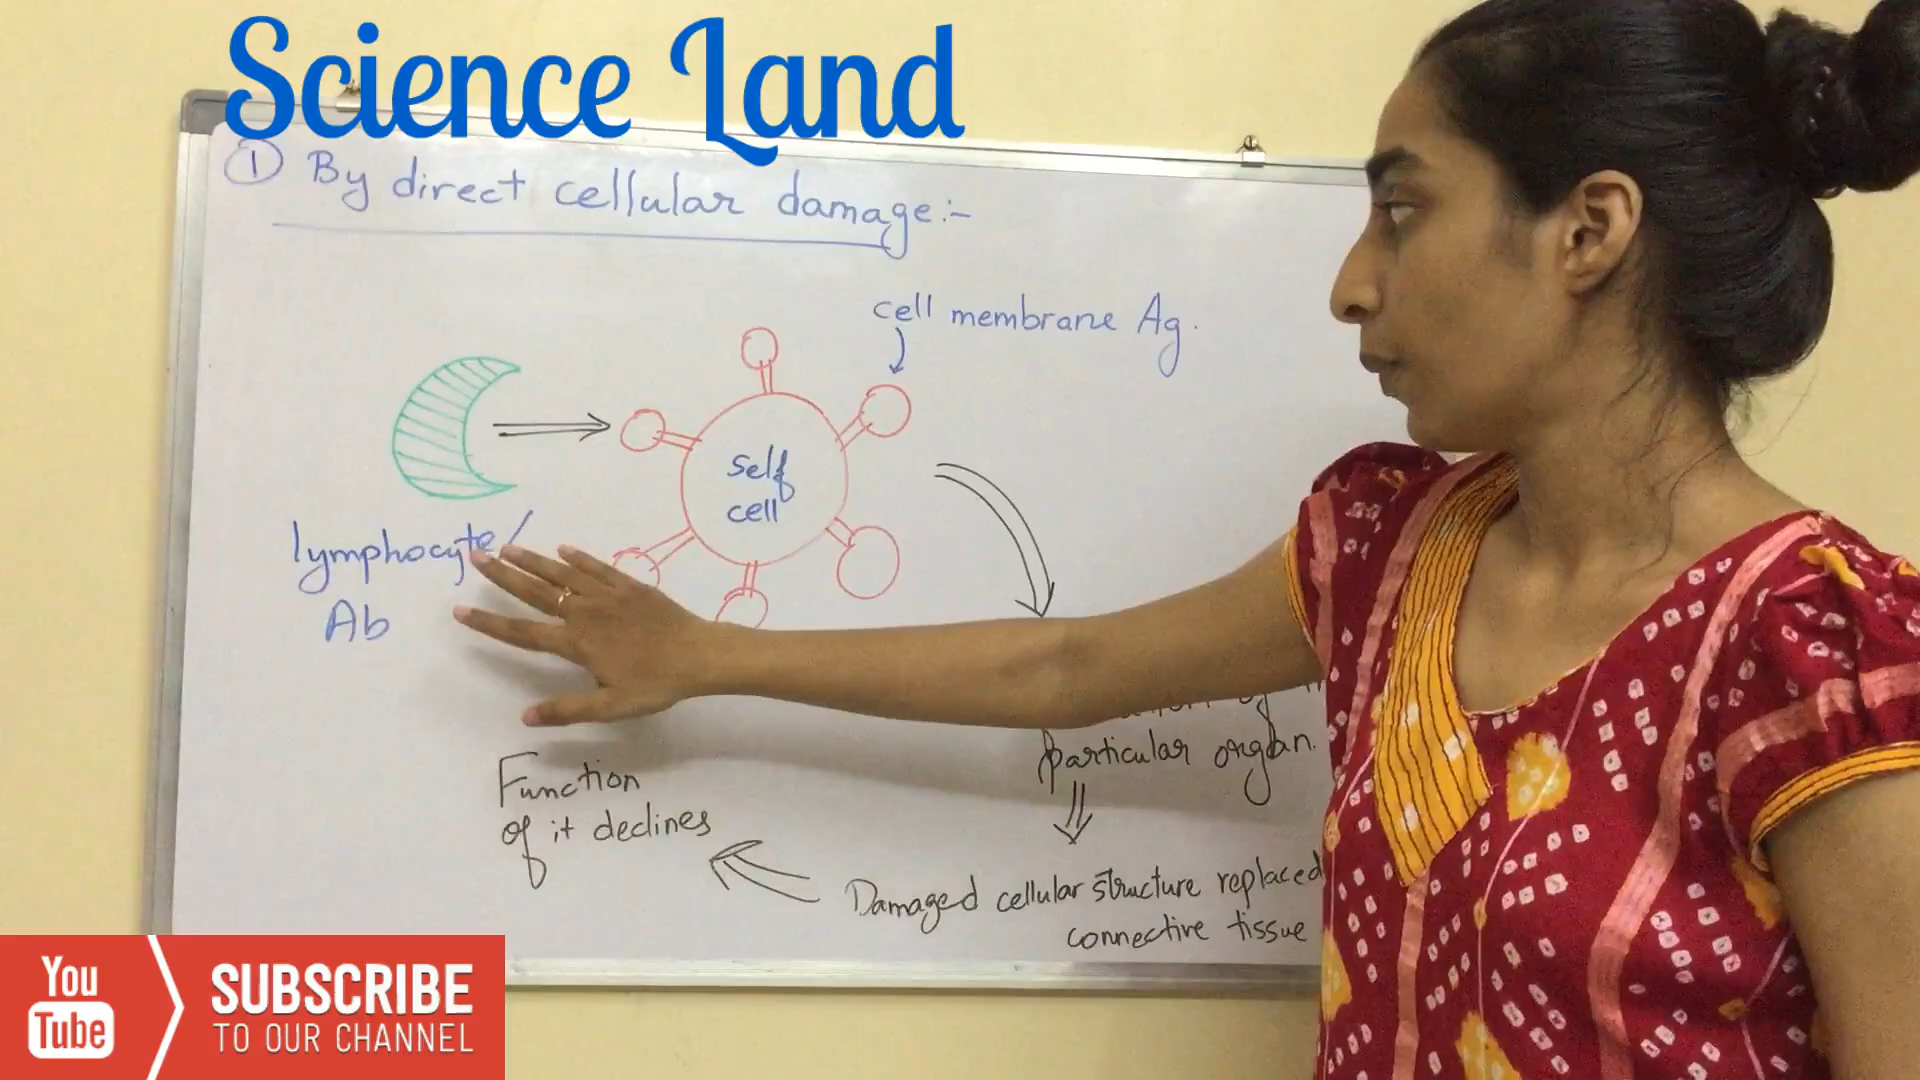 Science Land
① By direct cellular damage:-
cell membrane Ag.
self
cell
lymphocyte/
Ab
particular organ.
Function
of it declines
Damaged cellular structure replaced
connective tissue
You
Tube
SUBSCRIBE
TO OUR CHANNEL